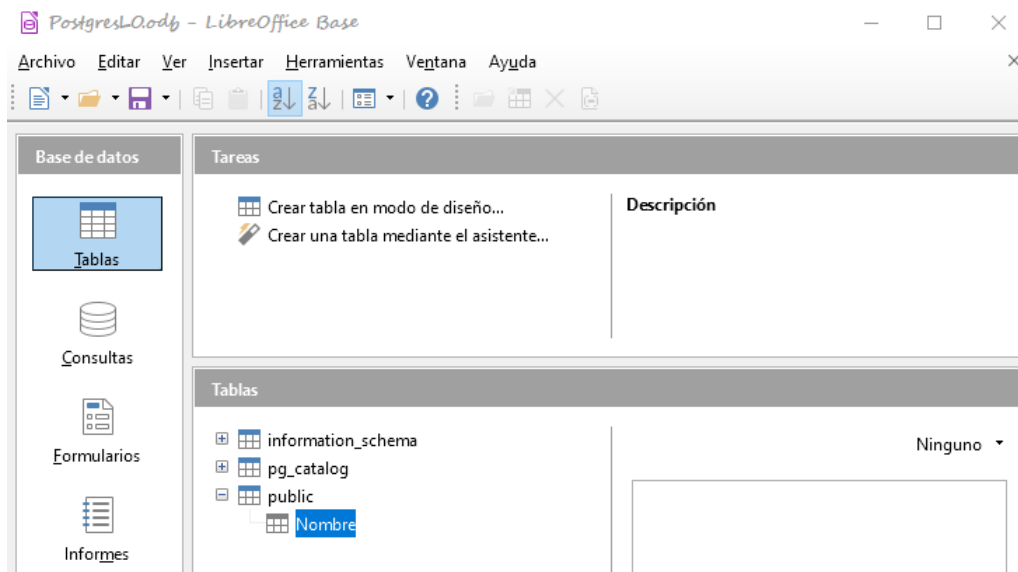 PostgresLO.odb - LibreOffice Base
Archivo Editar Ver Insertar Herramientas Ventana Ayuda
Base de datos
Tareas
Tablas
Crear tabla en modo de diseño...
Crear una tabla mediante el asistente...
Descripción
Consultas
Formularios
Informes
Tablas
information_schema
pg_catalog
public
Nombre
Ninguno